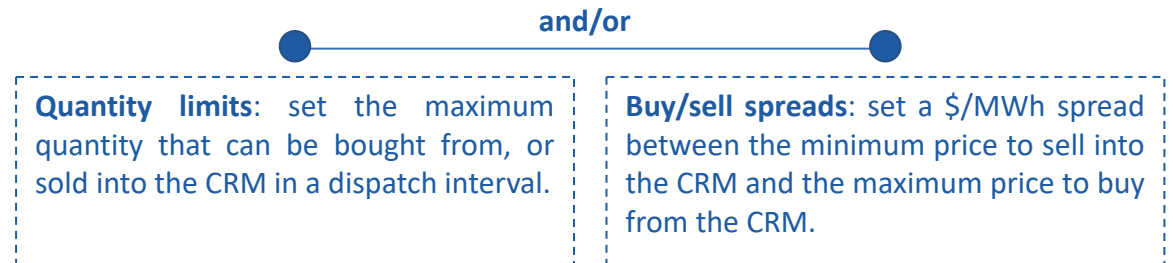 and/or
Quantity limits: set the maximum
quantity that can be bought from, or
sold into the CRM in a dispatch interval.
Buy/sell spreads: set a $/MWh spread
between the minimum price to sell into
the CRM and the maximum price to buy
from the CRM.